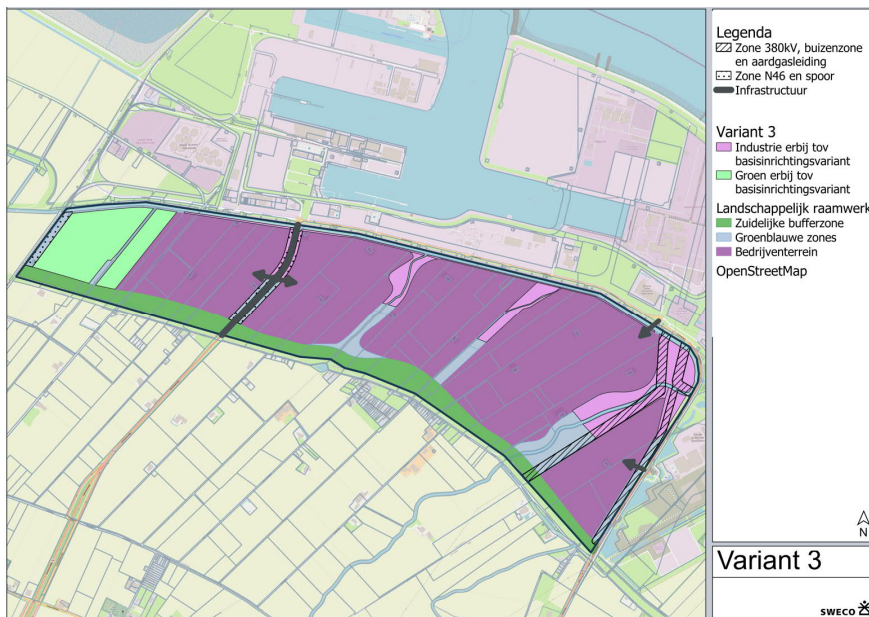 Legenda
Zone 380kV, buizenzone
en aardgasleiding
Zone N46 en spoor
Infrastructuur
Variant 3
Industrie erbij tov
basisinrichtingsvariant
Groen erbij tov
basisinrichtingsvariant
Landschappelijk raamwerk
Zuidelijke bufferzone
Groenblauwe zones
Bedrijventerrein
OpenStreetMap
N
Variant 3
SWECO